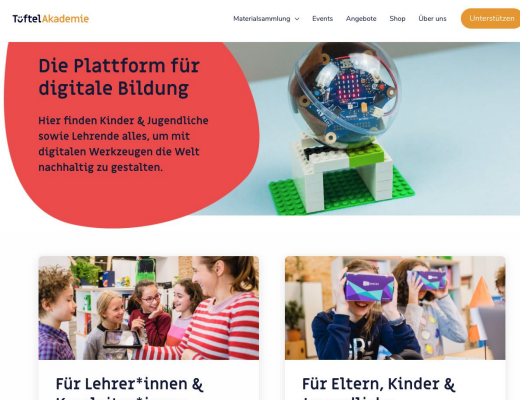 TüftelAkademie
Materialsammlung
Events
Angebote
Shop
Über uns
Unterstützen
Die Plattform für
digitale Bildung
Hier finden Kinder & Jugendliche
sowie Lehrende alles, um mit
digitalen Werkzeugen die Welt
nachhaltig zu gestalten.
Für Lehrer*innen &
Für Eltern, Kinder &